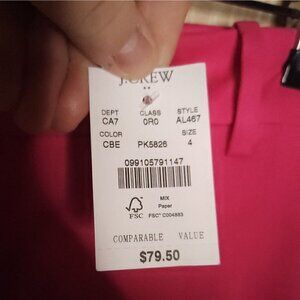 J.CREW
**
DEPT CLASS STYLE
CA7 0R0 AL467
COLOR SIZE
CBE PK5826 4
099105791147
MIX
Paper
FSC FSC® C004883
COMPARABLE VALUE
$79.50